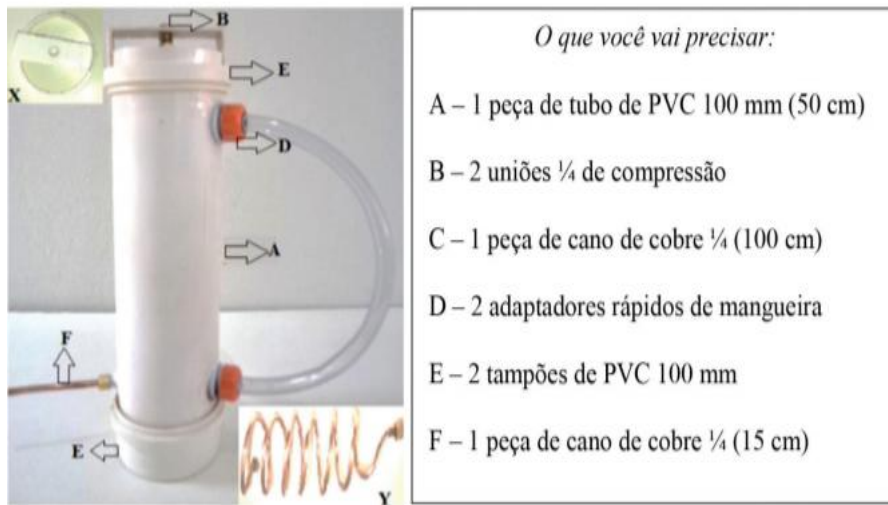 B
E
X
D
A
F
E
Y
O que você vai precisar:
A – 1 peça de tubo de PVC 100 mm (50 cm)
B – 2 uniões ¼ de compressão
C – 1 peça de cano de cobre ¼ (100 cm)
D – 2 adaptadores rápidos de mangueira
E – 2 tampões de PVC 100 mm
F – 1 peça de cano de cobre ¼ (15 cm)